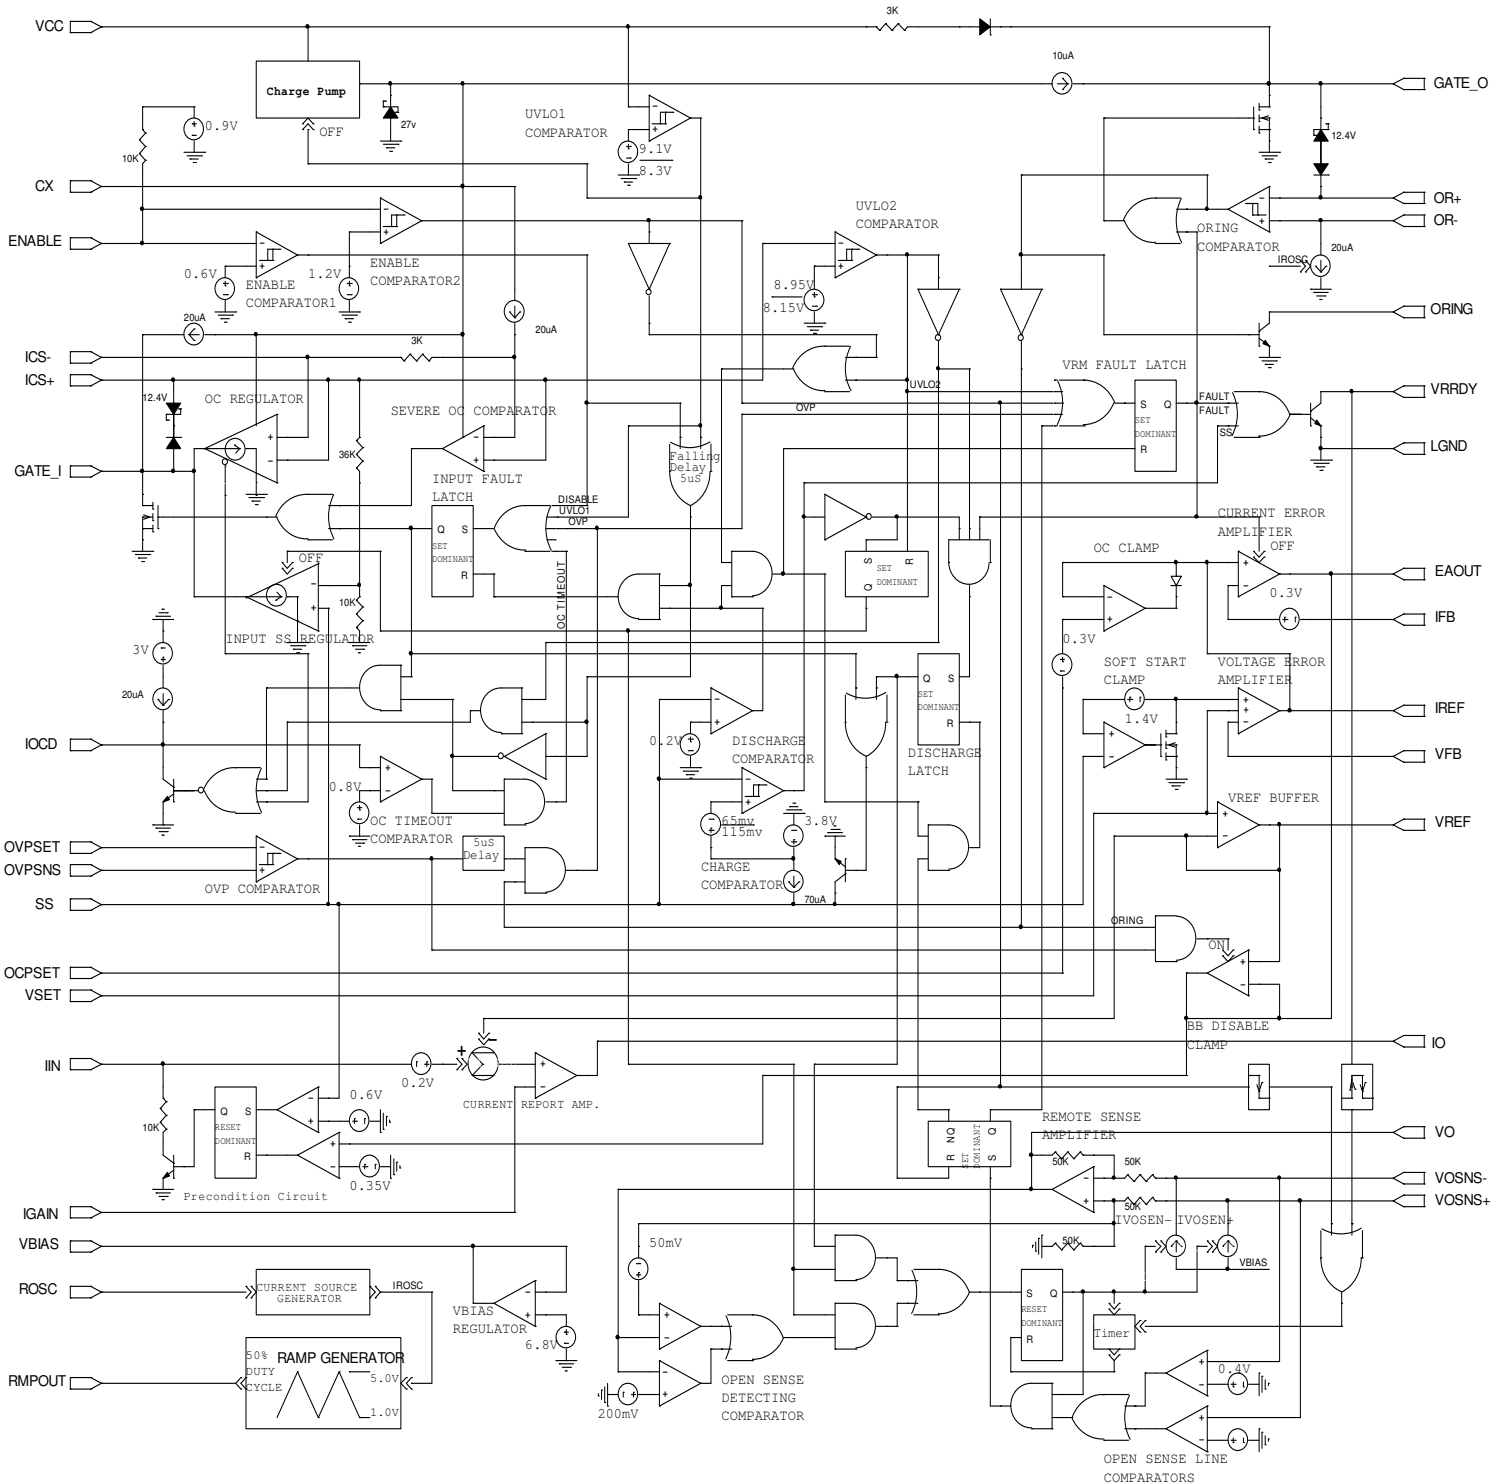 VCC
3K
Charge Pump
10uA
GATE_O
0.9V
OFF
27v
UVLO1
COMPARATOR
9.1V
8.3V
12.4V
10K
CX
OR+
OR-
UVLO2
COMPARATOR
ORING
COMPARATOR
20uA
IROSC
ENABLE
0.6V
ENABLE
COMPARATOR1
1.2V
ENABLE
COMPARATOR2
8.95V
8.15V
ORING
20uA
20uA
ICS-
3K
ICS+
VRM FAULT LATCH
UVLO2
OVP
12.4V
OC REGULATOR
SEVERE OC COMPARATOR
S
Q
SET
DOMINANT
R
FAULT
FAULT
SS
VRRDY
LGND
36K
Falling
Delay
5uS
GATE_I
INPUT FAULT
LATCH
DISABLE
UVLO1
OVP
Q
S
SET
DOMINANT
R
CURRENT ERROR
AMPLIFIER
OFF
OC CLAMP
OFF
S
R
SET
DOMINANT
Q
EAOUT
0.3V
IFB
10K
OC TIMEOUT
INPUT SS REGULATOR
3V
0.3V
SOFT START
CLAMP
VOLTAGE ERROR
AMPLIFIER
20uA
Q
S
SET
DOMINANT
R
1.4V
IREF
IOCD
0.2V
DISCHARGE
COMPARATOR
DISCHARGE
LATCH
VFB
0.8V
OC TIMEOUT
COMPARATOR
65mv
115mv
3.8V
VREF BUFFER
VREF
OVPSET
OVPSNS
5uS
Delay
OVP COMPARATOR
CHARGE
COMPARATOR
70uA
SS
ORING
ON
OCPSET
VSET
BB DISABLE
CLAMP
IIN
0.2V
IO
CURRENT REPORT AMP.
0.6V
Q
S
RESET
DOMINANT
R
10K
0.35V
Precondition Circuit
NQ
Q
R
SET
DOMINANT
S
REMOTE SENSE
AMPLIFIER
VO
50K
50K
VOSNS-
50K
VOSNS+
IGAIN
IVOSEN-
IVOSEN+
VBIAS
50mV
50K
VBIAS
ROSC
CURRENT SOURCE
GENERATOR
IROSC
VBIAS
REGULATOR
6.8V
S
Q
RESET
DOMINANT
R
Timer
50%
DUTY
CYCLE
RAMP GENERATOR
5.0V
1.0V
RMPOUT
200mV
OPEN SENSE
DETECTING
COMPARATOR
0.4V
OPEN SENSE LINE
COMPARATORS